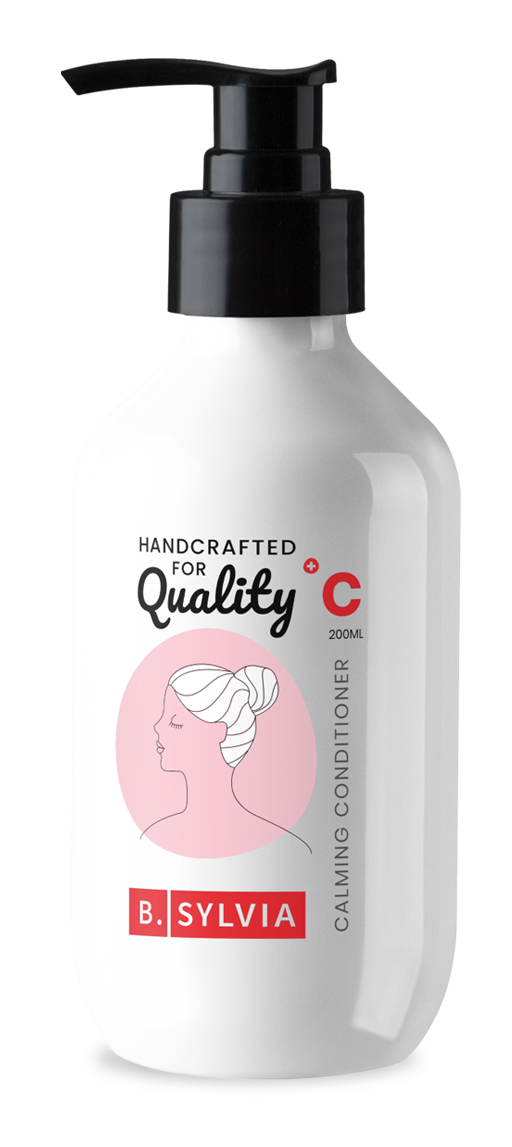 HANDCRAFTED
FOR
Quality
C
200ML
CALMING CONDITIONER
B. SYLVIA